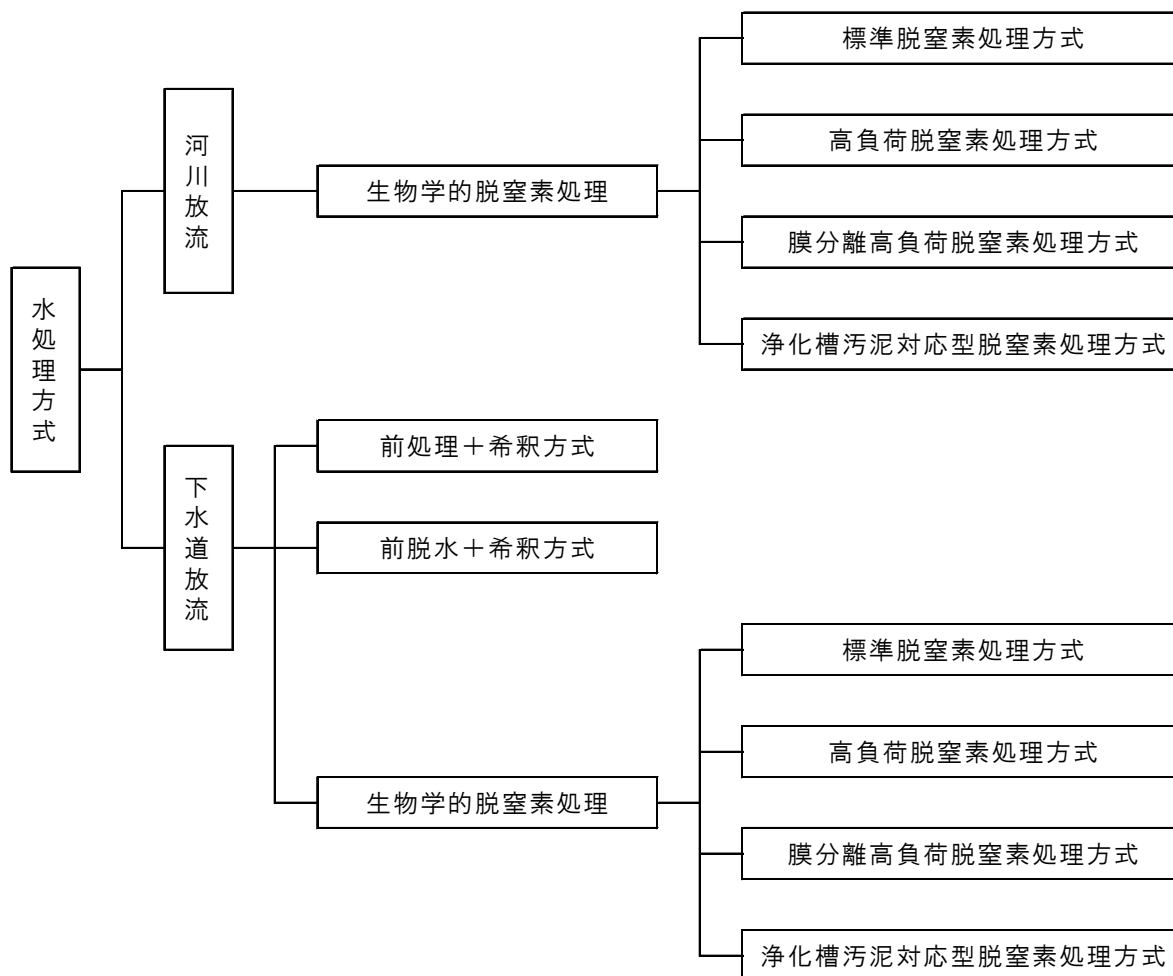 水処理方式
河川放流
生物学的脱窒素処理
標準脱窒素処理方式
高負荷脱窒素処理方式
膜分離高負荷脱窒素処理方式
浄化槽汚泥対応型脱窒素処理方式
下水道放流
前処理＋希釈方式
前脱水＋希釈方式
生物学的脱窒素処理
標準脱窒素処理方式
高負荷脱窒素処理方式
膜分離高負荷脱窒素処理方式
浄化槽汚泥対応型脱窒素処理方式